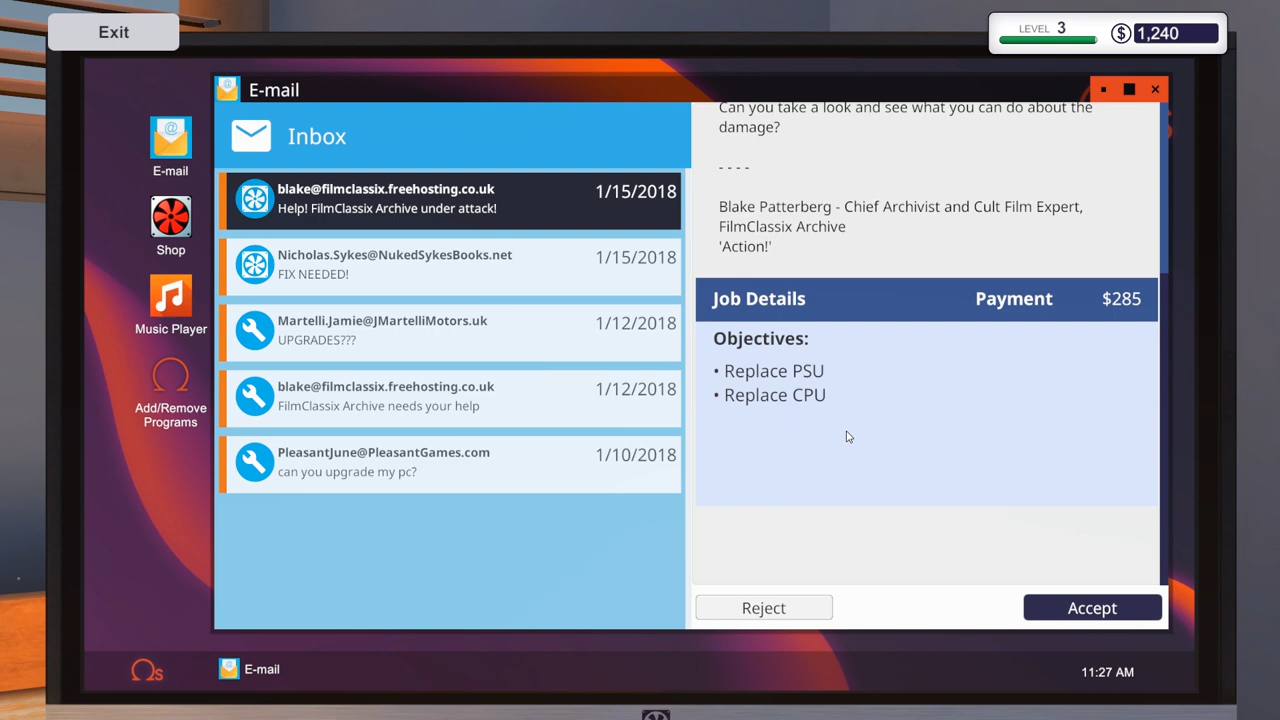 Exit
LEVEL 3
$ 1,240
E-mail
Shop
Music Player
Add/Remove
Programs
E-mail
Inbox
blake@filmclassix.freehosting.co.uk 1/15/2018
Help! FilmClassix Archive under attack!
Nicholas.Sykes@NukedSykesBooks.net 1/15/2018
FIX NEEDED!
Martelli.Jamie@JMartelliMotors.uk 1/12/2018
UPGRADES???
blake@filmclassix.freehosting.co.uk 1/12/2018
FilmClassix Archive needs your help
PleasantJune@PleasantGames.com 1/10/2018
can you upgrade my pc?
Can you take a look and see what you can do about the
damage?
- - - -
Blake Patterberg - Chief Archivist and Cult Film Expert,
FilmClassix Archive
'Action!'
Job Details Payment $285
Objectives:
• Replace PSU
• Replace CPU
Reject Accept
Ωs E-mail 11:27 AM